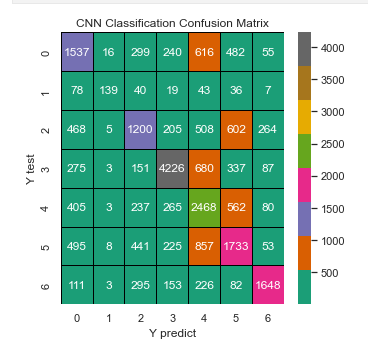 CNN Classification Confusion Matrix
0 1537 16 299 240 616 482 55
1 78 139 40 19 43 36 7
2 468 5 1200 205 508 602 264
3 275 3 151 4226 680 337 87
4 405 3 237 265 2468 562 80
5 495 8 441 225 857 1733 53
6 111 3 295 153 226 82 1648
0 1 2 3 4 5 6
Y predict
Y test
4000
3500
3000
2500
2000
1500
1000
500